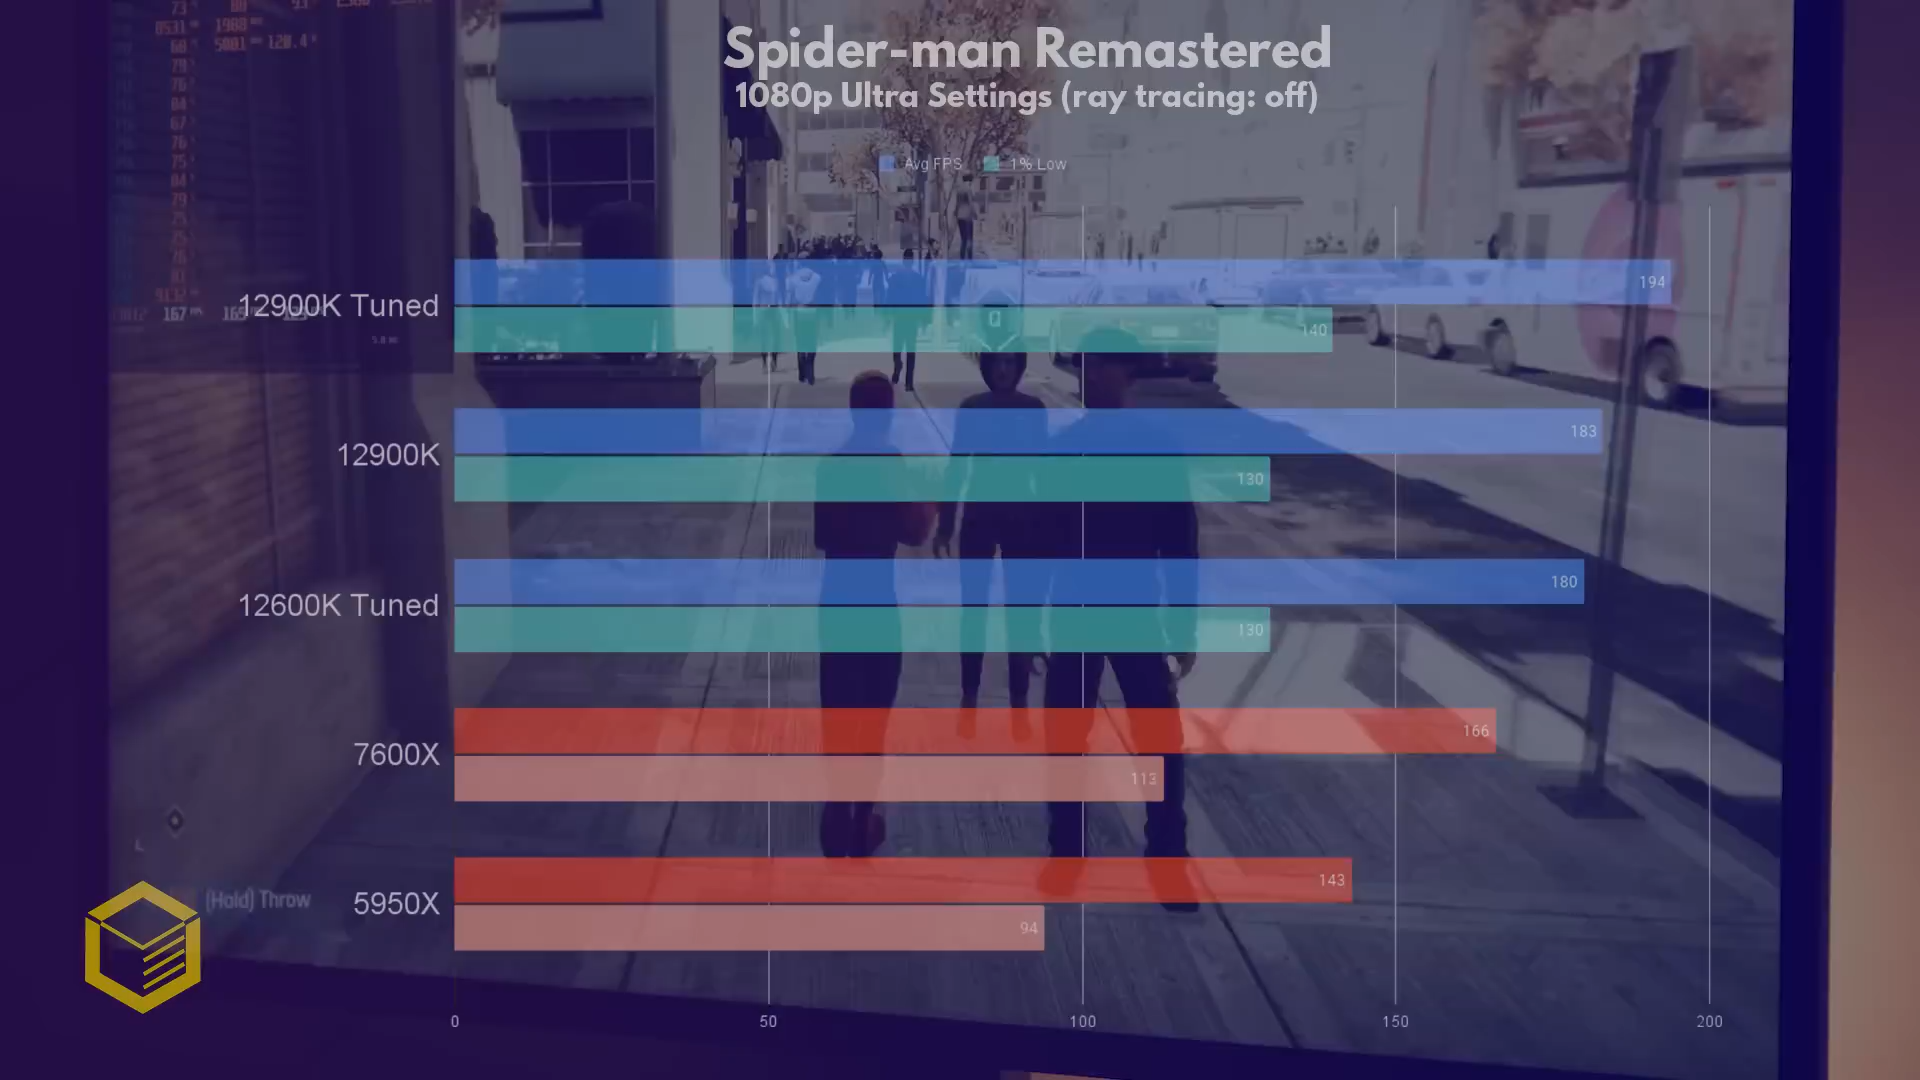 Spider-man Remastered
1080p Ultra Settings (ray tracing: off)
Avg FPS
1% Low
12900K Tuned
194
140
12900K
183
130
12600K Tuned
180
130
7600X
166
113
5950X
143
94
(Hold) Throw
0
50
100
150
200